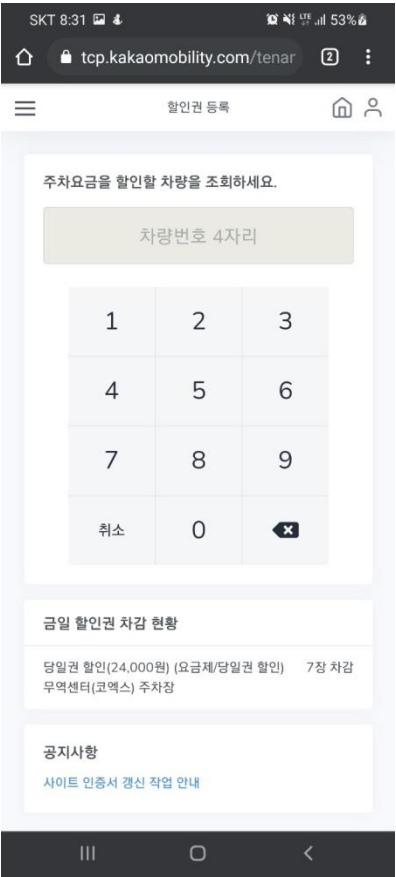 SKT 8:31 LTE 53%
tcp.kakaomobility.com/tenar 2
할인권 등록
주차요금을 할인할 차량을 조회하세요.
차량번호 4자리
1 2 3
4 5 6
7 8 9
취소 0
금일 할인권 차감 현황
당일권 할인(24,000원) (요금제/당일권 할인) 7장 차감
무역센터(코엑스) 주차장
공지사항
사이트 인증서 갱신 작업 안내